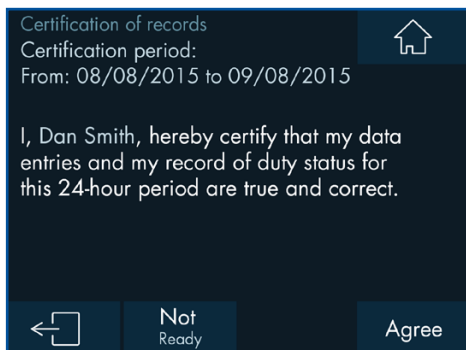 Certification of records
Certification period:
From: 08/08/2015 to 09/08/2015
I, Dan Smith, hereby certify that my data
entries and my record of duty status for
this 24-hour period are true and correct.
Not
Ready
Agree